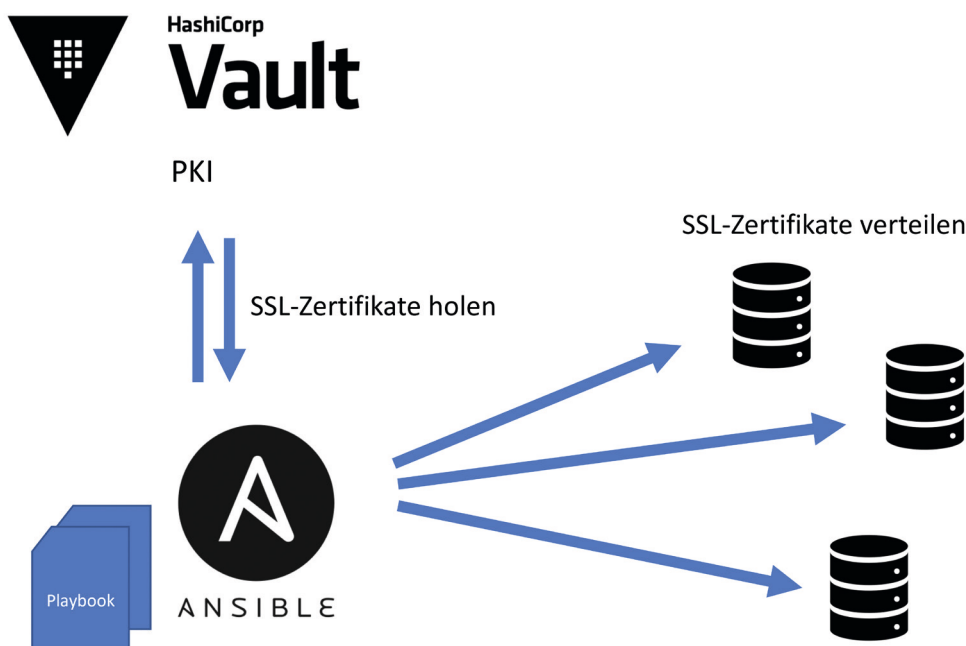 HashiCorp
Vault
PKI
SSL-Zertifikate verteilen
SSL-Zertifikate holen
Playbook
ANSIBLE